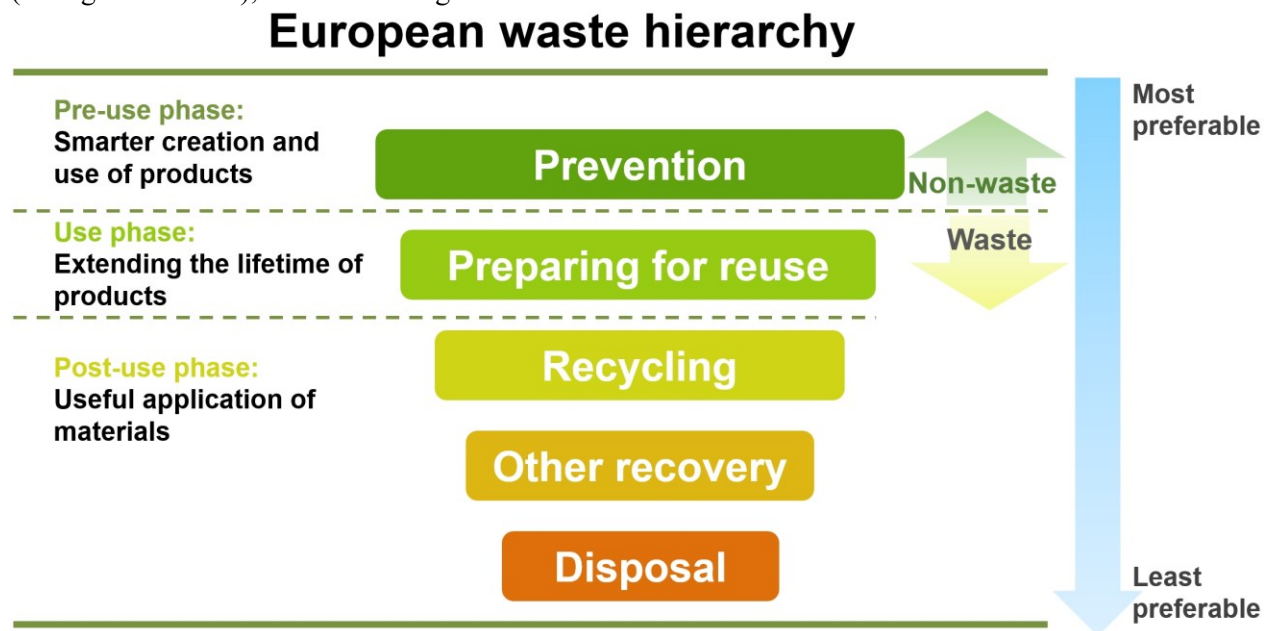 European waste hierarchy
Pre-use phase:
Smarter creation and
use of products
Prevention
Non-waste
Most
preferable
Use phase:
Extending the lifetime of
products
Preparing for reuse
Waste
Post-use phase:
Useful application of
materials
Recycling
Other recovery
Disposal
Least
preferable